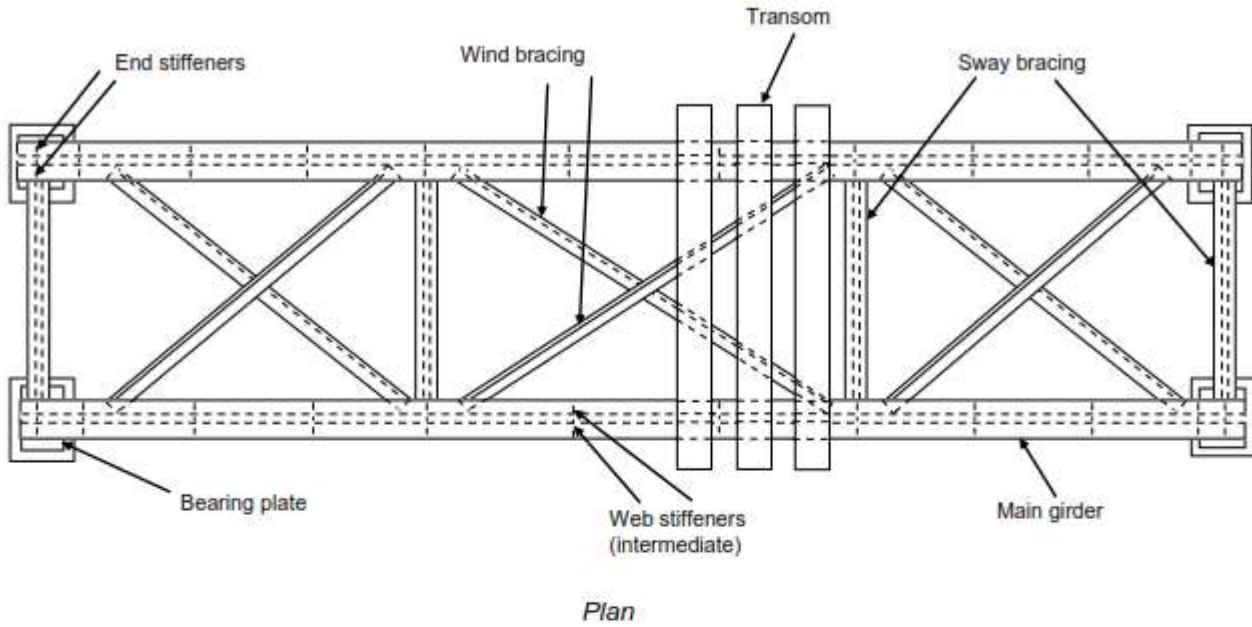 Transom
End stiffeners
Wind bracing
Sway bracing
Bearing plate
Web stiffeners
(intermediate)
Main girder
Plan